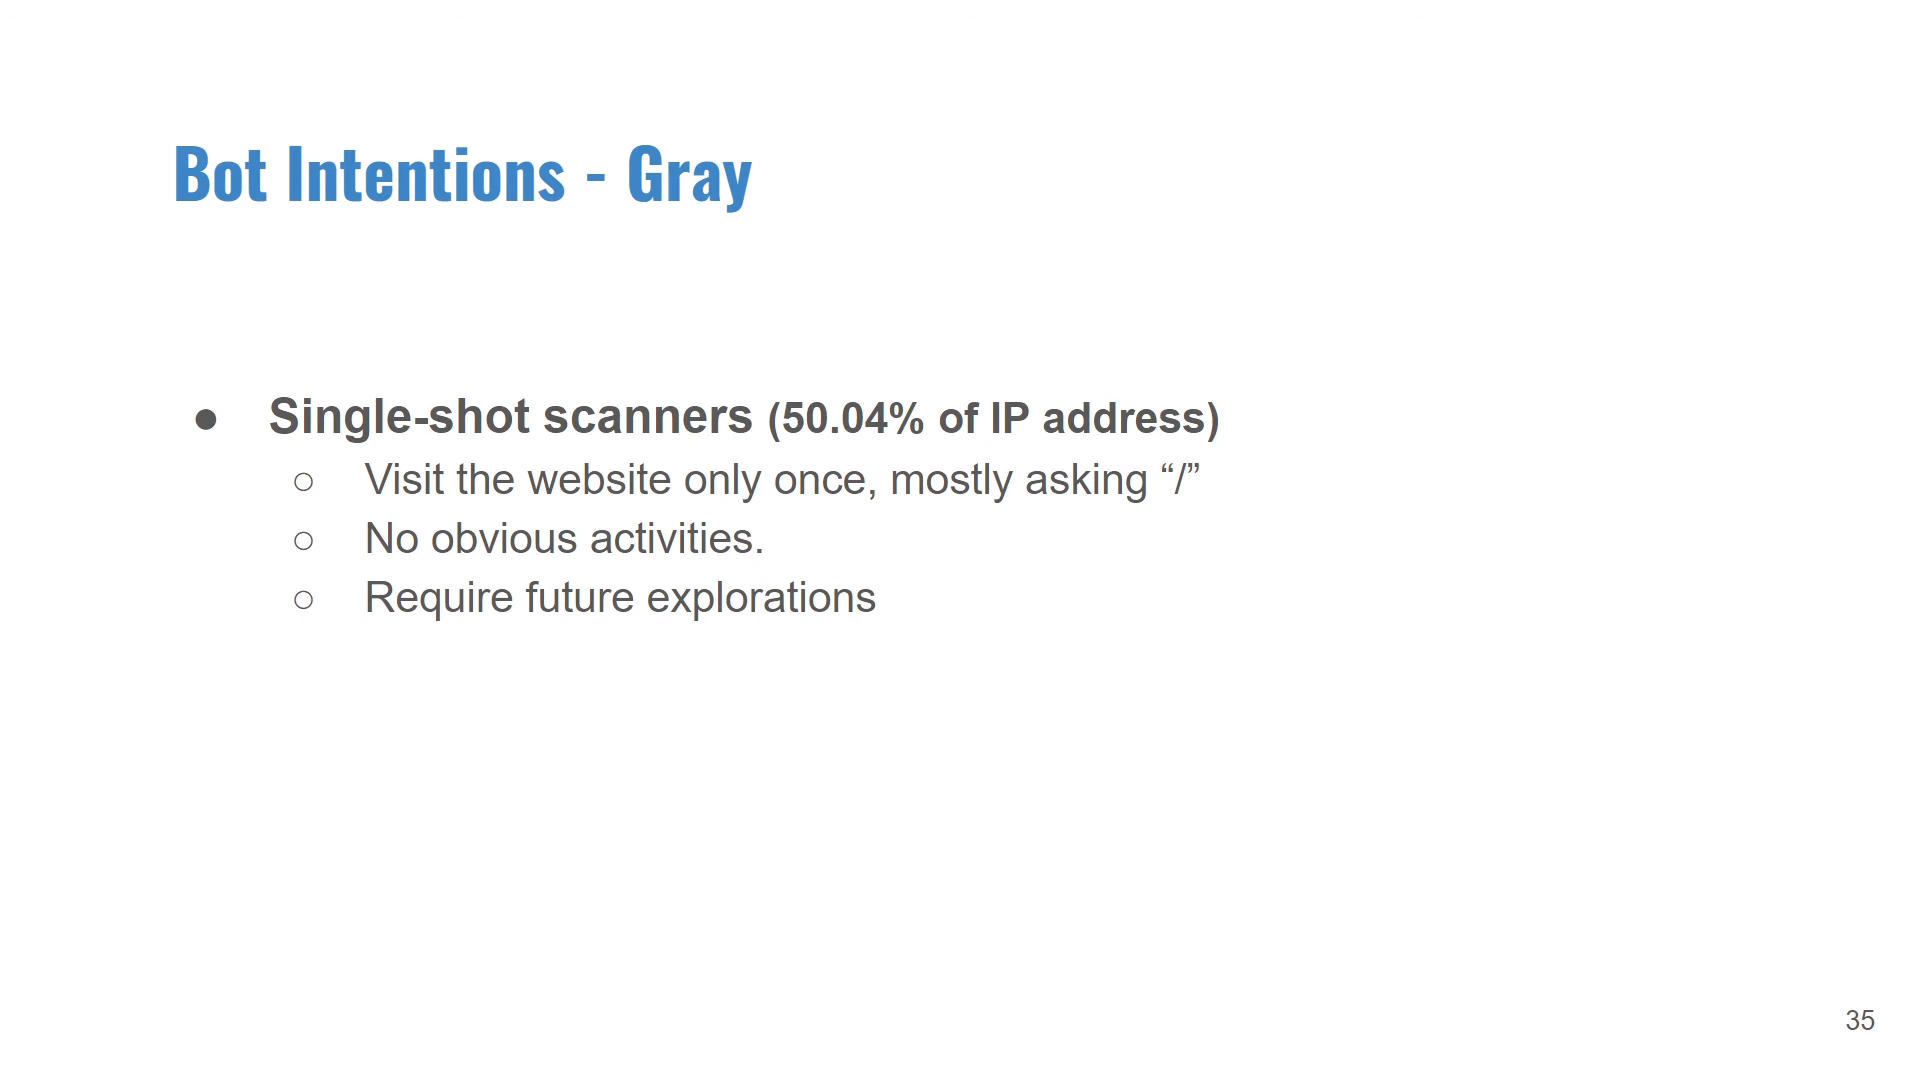 Bot Intentions - Gray
● Single-shot scanners (50.04% of IP address)
○ Visit the website only once, mostly asking “/”
○ No obvious activities.
○ Require future explorations
35